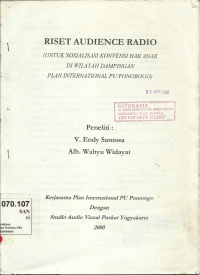 RISET AUDIENCE RADIO
(UNTUK SOSIALISASI KONVENSI HAK ANAK
DI WILAYAH DAMPINGAN
PLAN INTERNATIONAL PU PONOROGO)
Peneliti :
V. Endy Santosa
Alb. Wahyu Widayat
070.107
SAN
Kerjasama Plan International PU Ponorogo
Dengan
Studio Audio Visual Puskat Yogyakarta
2000